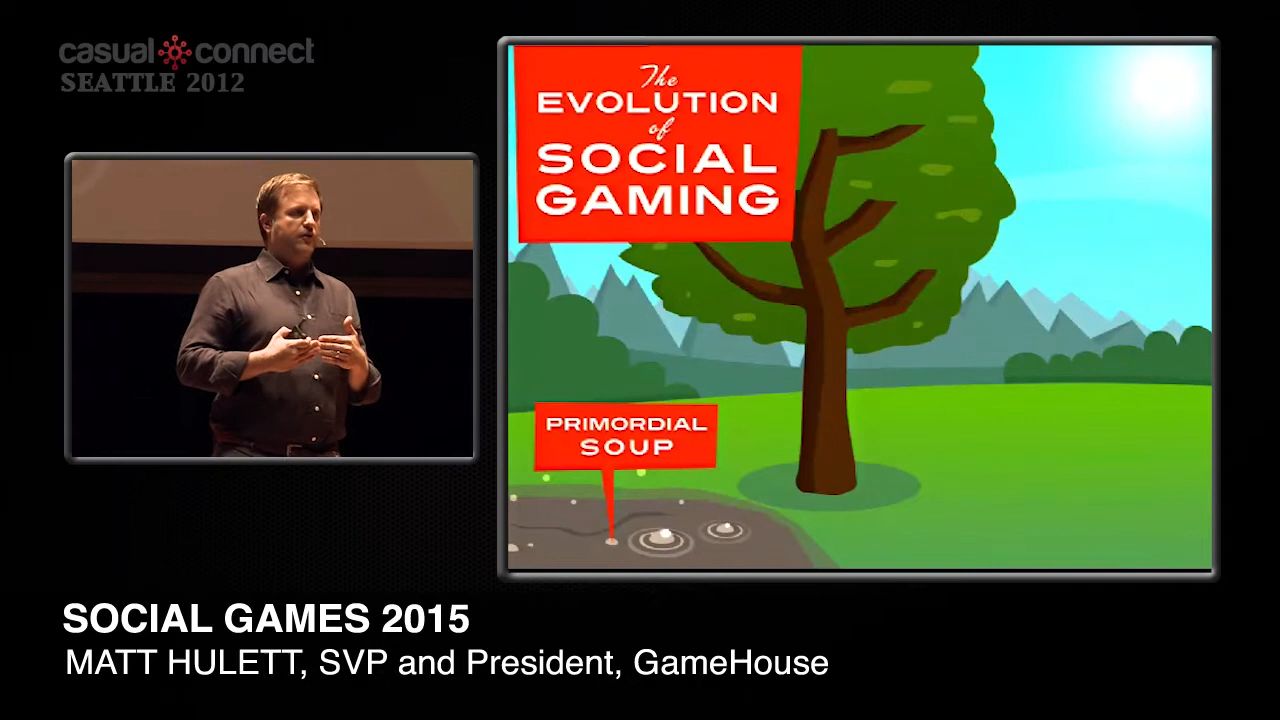 casual connect
SEATTLE 2012
The
EVOLUTION
of
SOCIAL
GAMING
PRIMORDIAL
SOUP
SOCIAL GAMES 2015
MATT HULETT, SVP and President, GameHouse